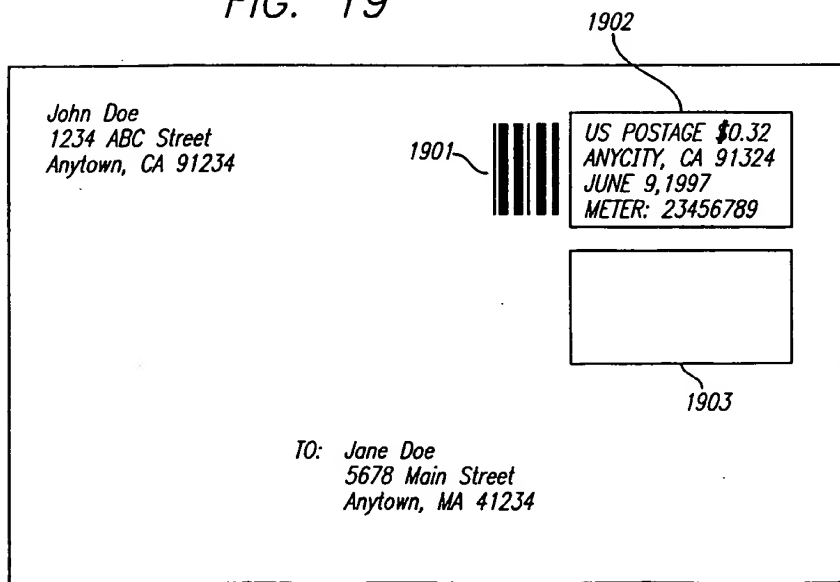 FIG. 19
1902
John Doe
1234 ABC Street
Anytown, CA 91234
1901
US POSTAGE $0.32
ANYCITY, CA 91324
JUNE 9, 1997
METER: 23456789
1903
TO: Jane Doe
5678 Main Street
Anytown, MA 41234